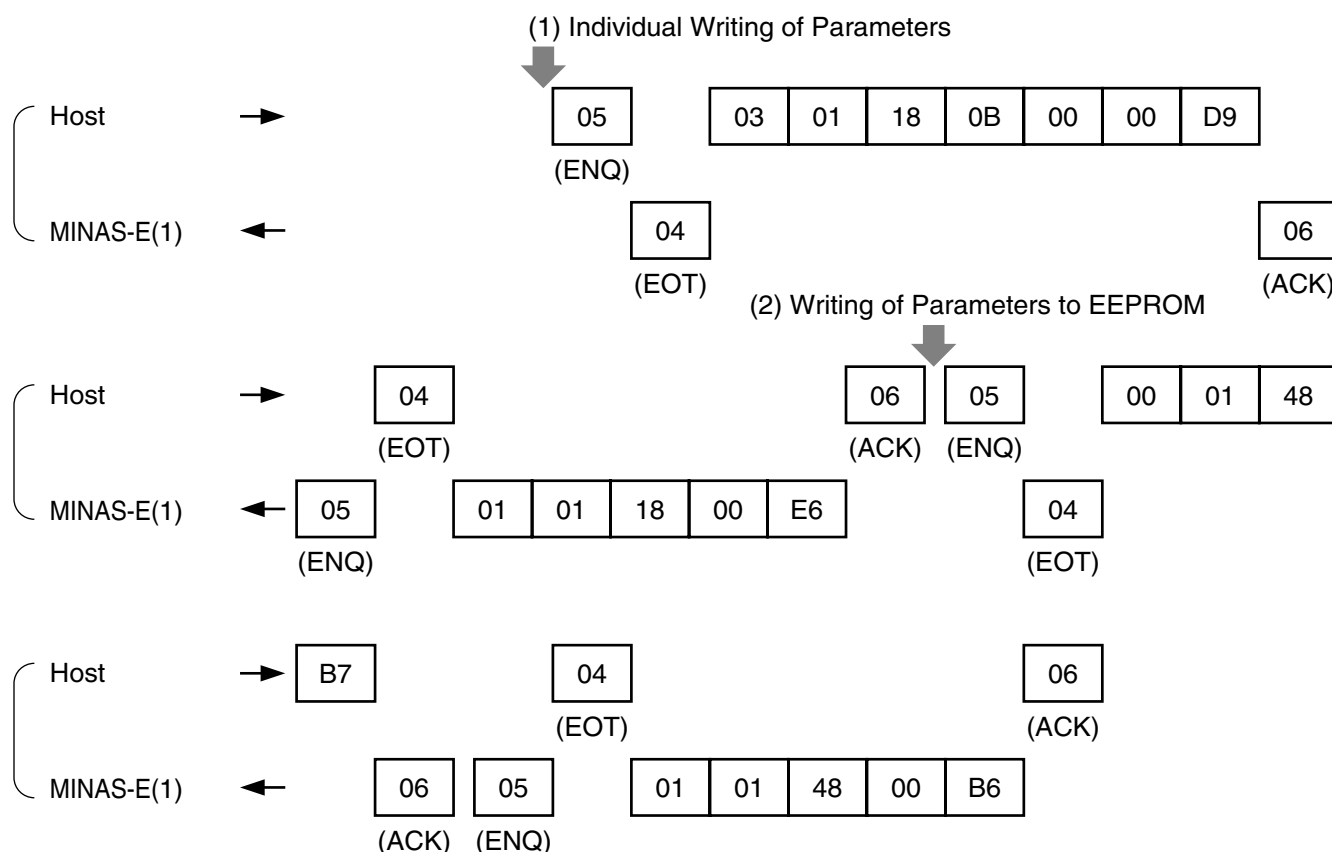 (1) Individual Writing of Parameters
Host 05 03 01 18 0B 00 00 D9
(ENQ)
MINAS-E(1) 04 06
(EOT) (ACK)
(2) Writing of Parameters to EEPROM
Host 04 06 05 00 01 48
(EOT) (ACK) (ENQ)
MINAS-E(1) 05 01 01 18 00 E6 04
(ENQ) (EOT)
Host B7 04 06
(EOT) (ACK)
MINAS-E(1) 06 05 01 01 48 00 B6
(ACK) (ENQ)